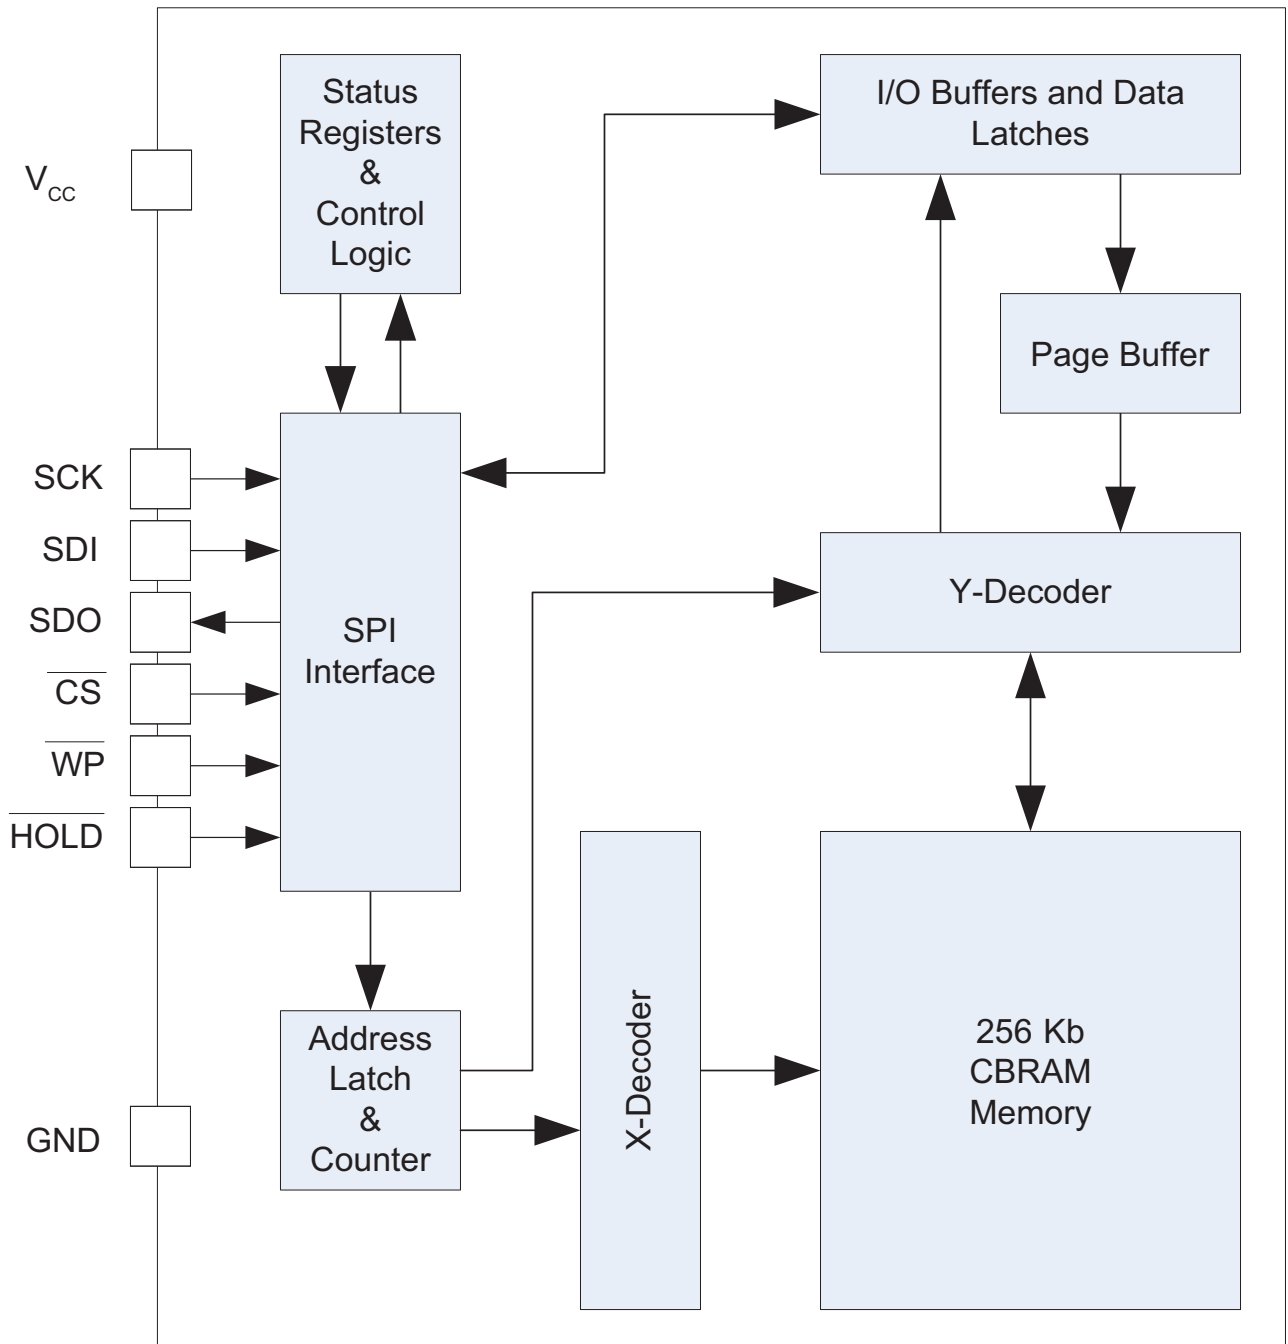 Status
Registers
&
Control
Logic
I/O Buffers and Data
Latches
V_CC
Page Buffer
SCK
SDI
SDO
CS
WP
HOLD
SPI
Interface
Y-Decoder
Address
Latch
&
Counter
X-Decoder
256 Kb
CBRAM
Memory
GND